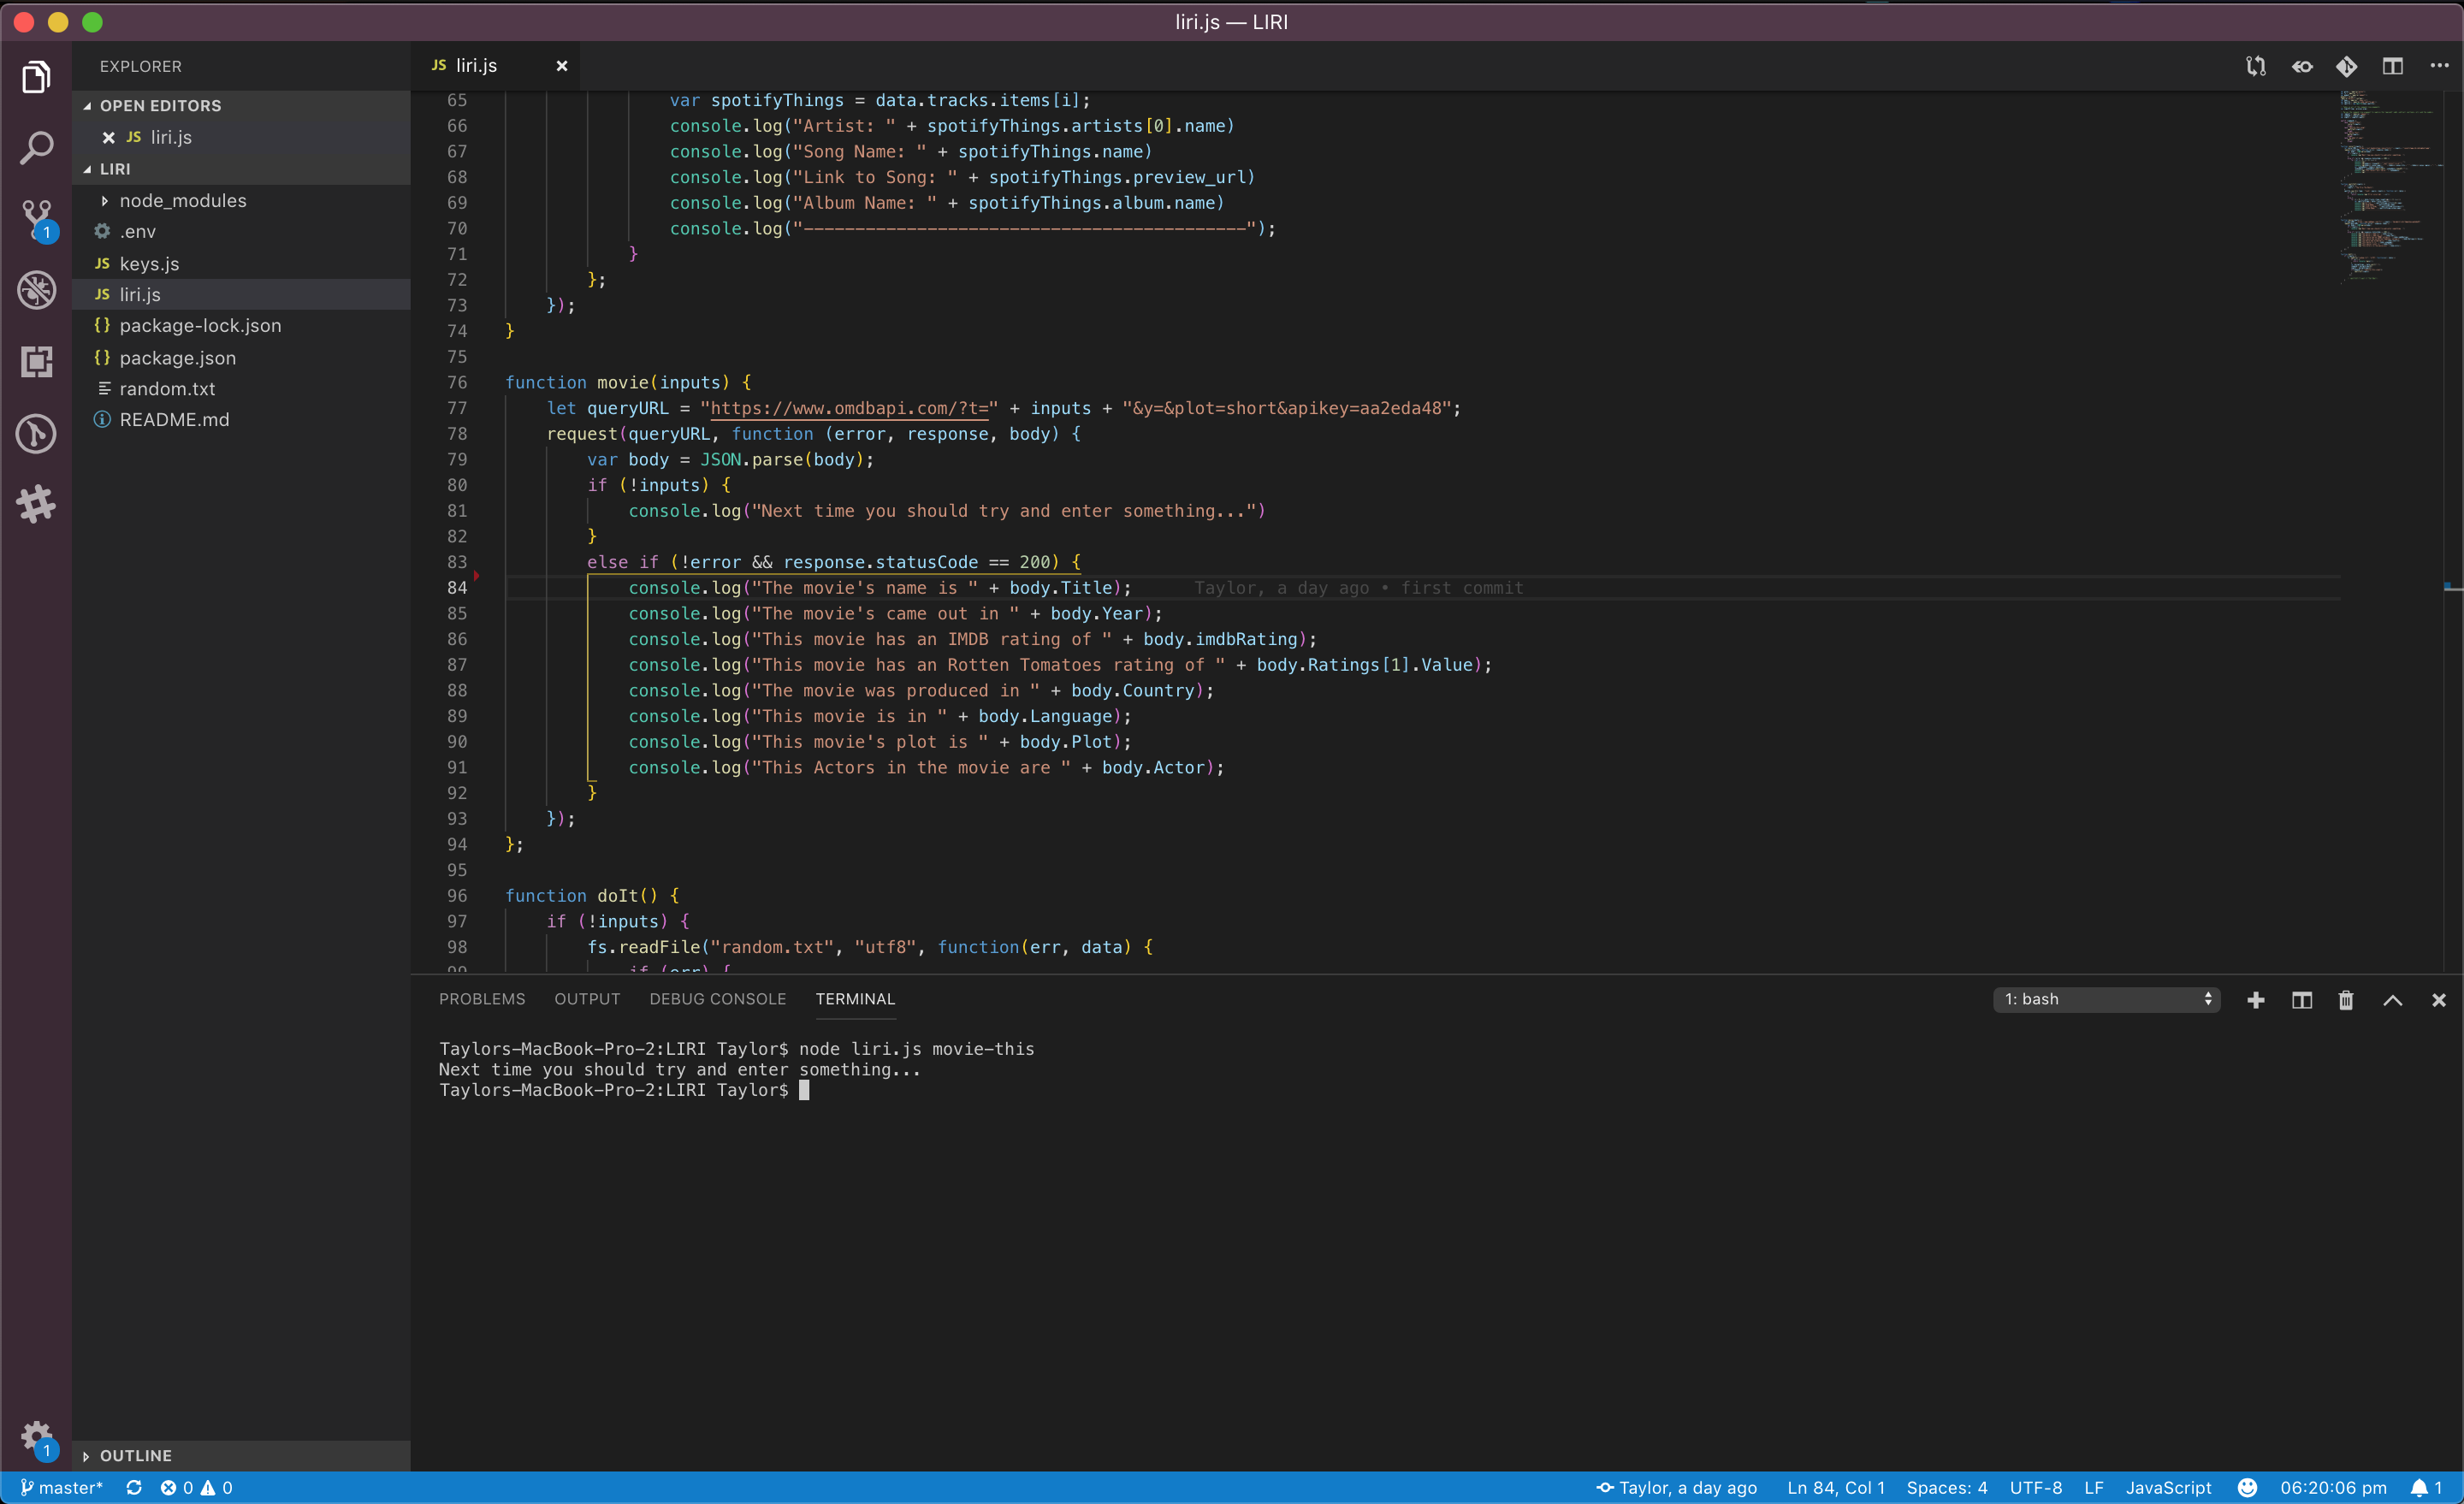 liri.js — LIRI
EXPLORER
OPEN EDITORS
JS liri.js
LIRI
node_modules
.env
JS keys.js
JS liri.js
{} package-lock.json
{} package.json
random.txt
README.md
OUTLINE
1
1
JS liri.js
65 var spotifyThings = data.tracks.items[i];
66 console.log("Artist: " + spotifyThings.artists[0].name)
67 console.log("Song Name: " + spotifyThings.name)
68 console.log("Link to Song: " + spotifyThings.preview_url)
69 console.log("Album Name: " + spotifyThings.album.name)
70 console.log("-------------------------------------------");
71 }
72 };
73 });
74 }
75
76 function movie(inputs) {
77 let queryURL = "https://www.omdbapi.com/?t=" + inputs + "&y=&plot=short&apikey=aa2eda48";
78 request(queryURL, function (error, response, body) {
79 var body = JSON.parse(body);
80 if (!inputs) {
81 console.log("Next time you should try and enter something...")
82 }
83 else if (!error && response.statusCode == 200) {
84 console.log("The movie's name is " + body.Title); Taylor, a day ago • first commit
85 console.log("The movie's came out in " + body.Year);
86 console.log("This movie has an IMDB rating of " + body.imdbRating);
87 console.log("This movie has an Rotten Tomatoes rating of " + body.Ratings[1].Value);
88 console.log("The movie was produced in " + body.Country);
89 console.log("This movie is in " + body.Language);
90 console.log("This movie's plot is " + body.Plot);
91 console.log("This Actors in the movie are " + body.Actor);
92 }
93 });
94 };
95
96 function doIt() {
97 if (!inputs) {
98 fs.readFile("random.txt", "utf8", function(err, data) {
99 if (err) {
PROBLEMS OUTPUT DEBUG CONSOLE TERMINAL 1: bash
Taylors-MacBook-Pro-2:LIRI Taylor$ node liri.js movie-this
Next time you should try and enter something...
Taylors-MacBook-Pro-2:LIRI Taylor$
master* 0 0 Taylor, a day ago Ln 84, Col 1 Spaces: 4 UTF-8 LF JavaScript 06:20:06 pm 1